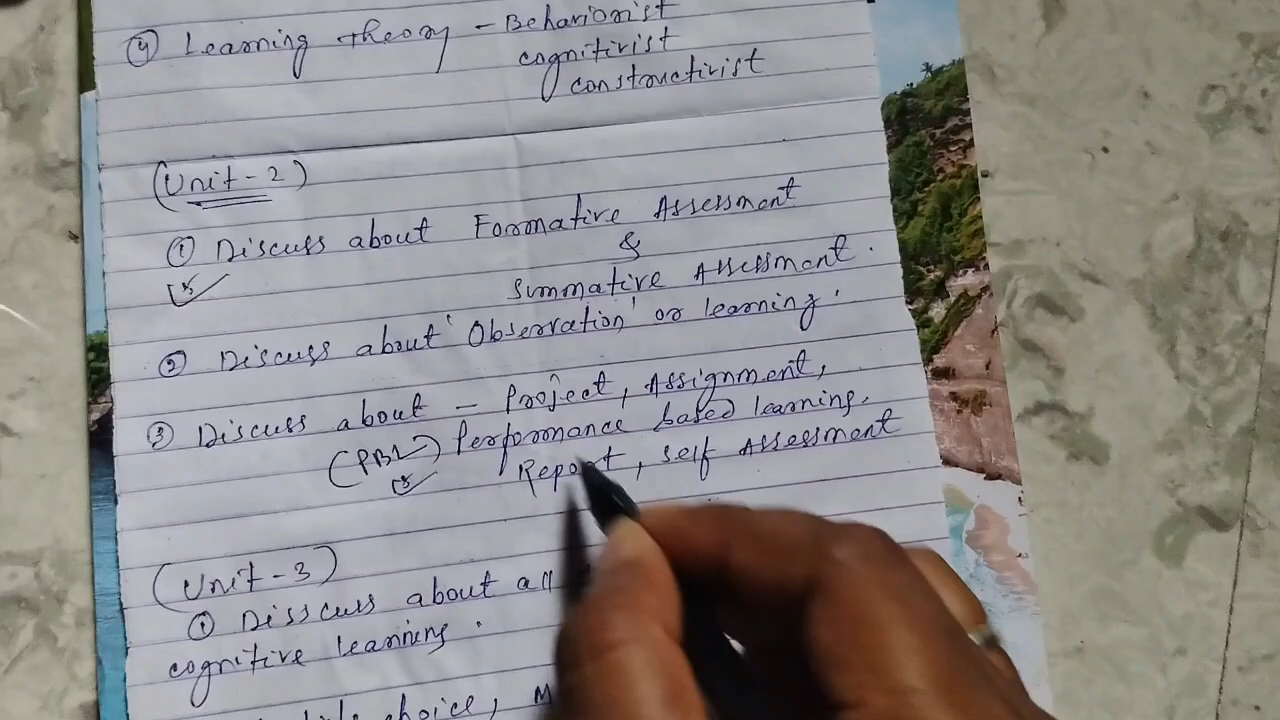 ④ Learning theory - Behaviorist
cognitivist
constructivist
(Unit-2)
① Discuss about Formative Assessment
&
Summative Assessment.
② Discuss about 'Observation' or learning.
③ Discuss about - Project, Assignment,
(PBL) Performance based learning,
Report, self Assessment
(Unit-3)
① Disscuss about all
cognitive learning.
choice, M